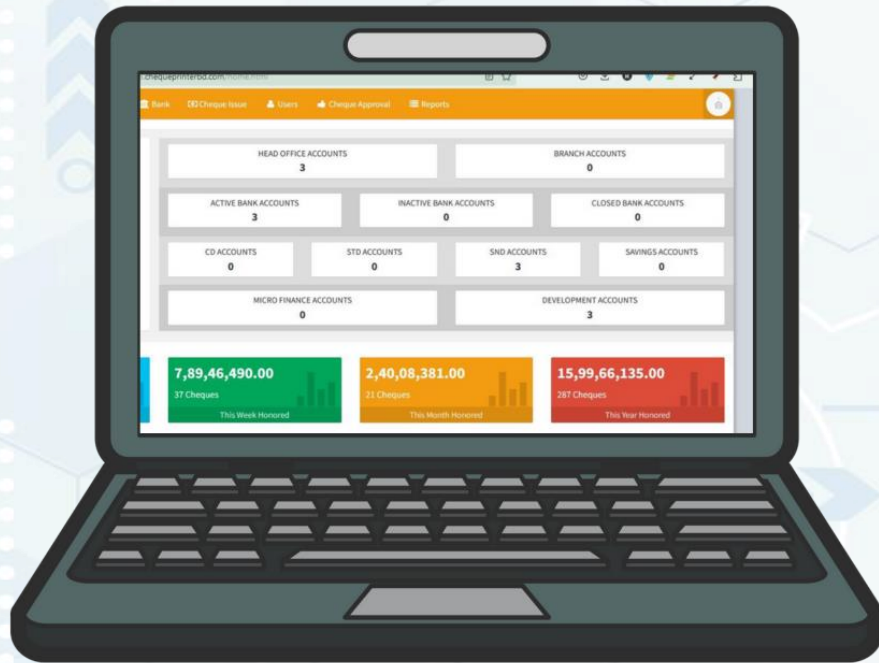 .chequeprinterbd.com/home.html
Bank Cheque Issue Users Cheque Approval Reports
HEAD OFFICE ACCOUNTS BRANCH ACCOUNTS
3 0
ACTIVE BANK ACCOUNTS INACTIVE BANK ACCOUNTS CLOSED BANK ACCOUNTS
3 0 0
CD ACCOUNTS STD ACCOUNTS SND ACCOUNTS SAVINGS ACCOUNTS
0 0 3 0
MICRO FINANCE ACCOUNTS DEVELOPMENT ACCOUNTS
0 3
7,89,46,490.00 2,40,08,381.00 15,99,66,135.00
37 Cheques 21 Cheques 287 Cheques
This Week Honored This Month Honored This Year Honored